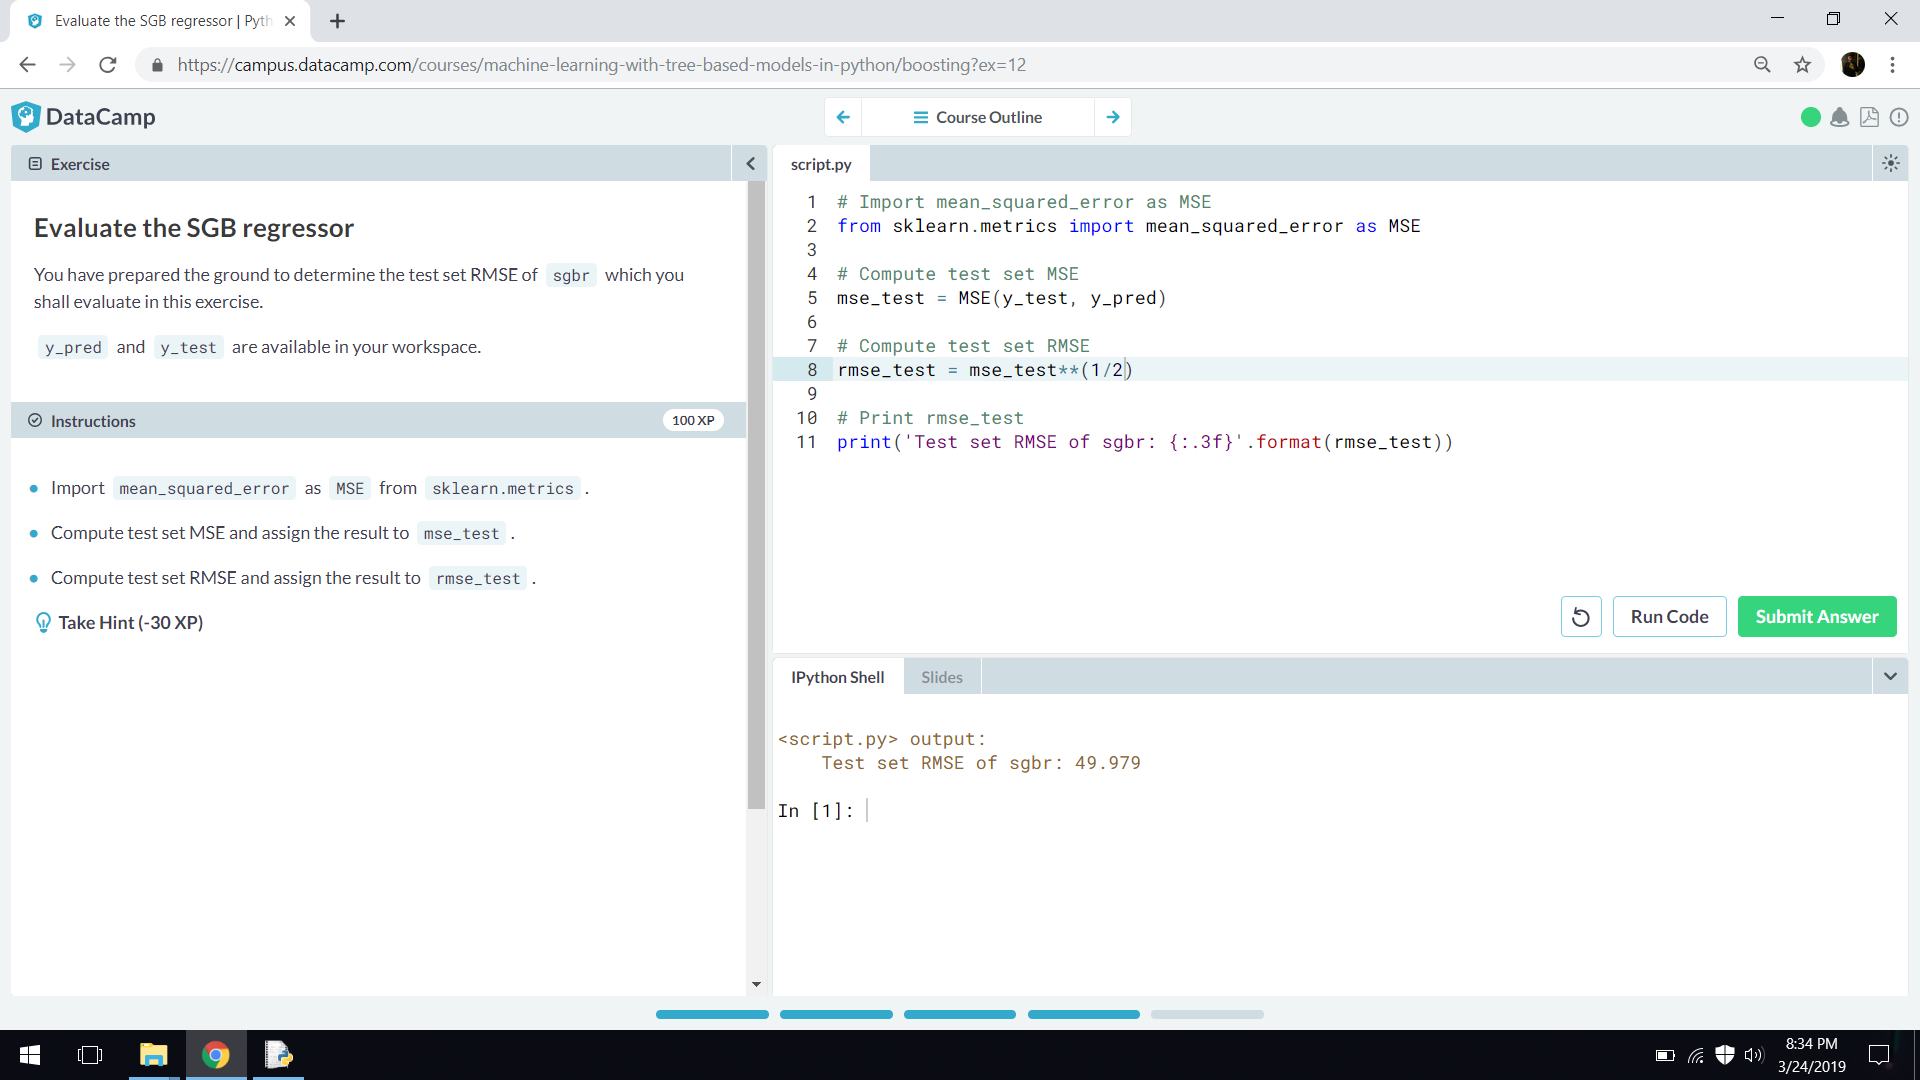 Evaluate the SGB regressor | Pyth
https://campus.datacamp.com/courses/machine-learning-with-tree-based-models-in-python/boosting?ex=12
DataCamp
Course Outline
Exercise
Evaluate the SGB regressor
You have prepared the ground to determine the test set RMSE of sgbr which you
shall evaluate in this exercise.
y_pred and y_test are available in your workspace.
Instructions
100 XP
Import mean_squared_error as MSE from sklearn.metrics .
Compute test set MSE and assign the result to mse_test .
Compute test set RMSE and assign the result to rmse_test .
Take Hint (-30 XP)
script.py
1 # Import mean_squared_error as MSE
2 from sklearn.metrics import mean_squared_error as MSE
3
4 # Compute test set MSE
5 mse_test = MSE(y_test, y_pred)
6
7 # Compute test set RMSE
8 rmse_test = mse_test**(1/2)
9
10 # Print rmse_test
11 print('Test set RMSE of sgbr: {:.3f}'.format(rmse_test))
Run Code
Submit Answer
IPython Shell
Slides
<script.py> output:
Test set RMSE of sgbr: 49.979
In [1]:
8:34 PM
3/24/2019